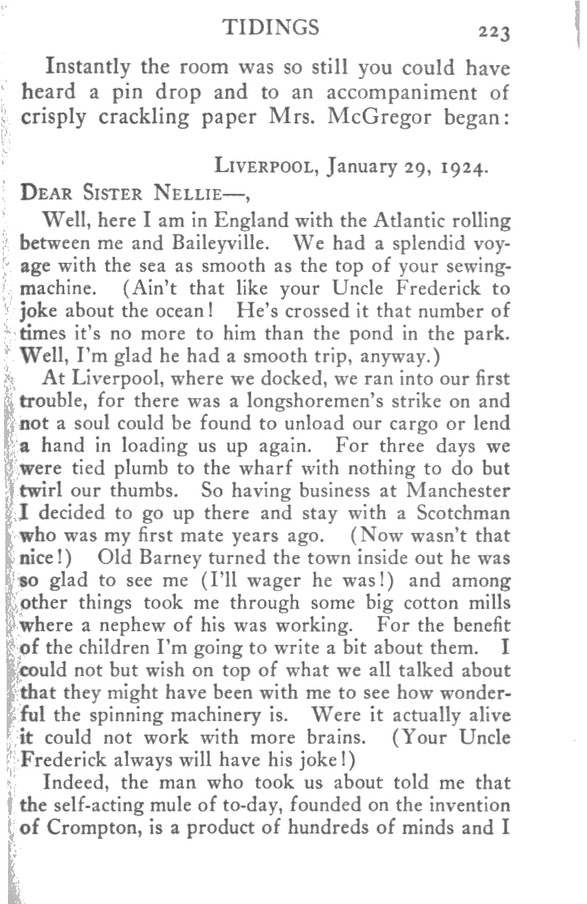 TIDINGS 223
Instantly the room was so still you could have
heard a pin drop and to an accompaniment of
crisply crackling paper Mrs. McGregor began:
LIVERPOOL, January 29, 1924.
DEAR SISTER NELLIE—,
Well, here I am in England with the Atlantic rolling
between me and Baileyville. We had a splendid voy-
age with the sea as smooth as the top of your sewing-
machine. (Ain't that like your Uncle Frederick to
joke about the ocean! He's crossed it that number of
times it's no more to him than the pond in the park.
Well, I'm glad he had a smooth trip, anyway.)
At Liverpool, where we docked, we ran into our first
trouble, for there was a longshoremen's strike on and
not a soul could be found to unload our cargo or lend
a hand in loading us up again. For three days we
were tied plumb to the wharf with nothing to do but
twirl our thumbs. So having business at Manchester
I decided to go up there and stay with a Scotchman
who was my first mate years ago. (Now wasn't that
nice!) Old Barney turned the town inside out he was
so glad to see me (I'll wager he was!) and among
other things took me through some big cotton mills
where a nephew of his was working. For the benefit
of the children I'm going to write a bit about them. I
could not but wish on top of what we all talked about
that they might have been with me to see how wonder-
ful the spinning machinery is. Were it actually alive
it could not work with more brains. (Your Uncle
Frederick always will have his joke!)
Indeed, the man who took us about told me that
the self-acting mule of to-day, founded on the invention
of Crompton, is a product of hundreds of minds and I